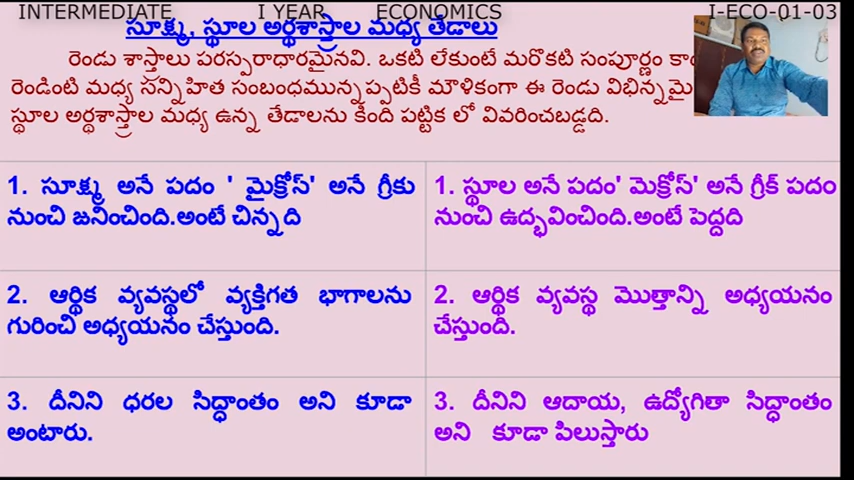 INTERMEDIATE I YEAR ECONOMICS I-ECO-01-03
సూక్ష్మ, స్థూల అర్థశాస్త్రాల మధ్య తేడాలు
రెండు శాస్త్రాలు పరస్పరాధారమైనవి. ఒకటి లేకుంటే మరొకటి సంపూర్ణం
రెండింటి మధ్య సన్నిహిత సంబంధమున్నప్పటికీ మౌళికంగా ఈ రెండు
స్థూల అర్థశాస్త్రాల మధ్య ఉన్న తేడాలను కింది పట్టిక లో వివరించబడ్డది.
1. సూక్ష్మ అనే పదం ' మైక్రోస్' అనే గ్రీకు
నుంచి జనించింది.అంటే చిన్నది
1. స్థూల అనే పదం' మెక్రోస్' అనే గ్రీక్ పదం
నుంచి ఉద్భవించింది.అంటే పెద్దది
2. ఆర్థిక వ్యవస్థలో వ్యక్తిగత భాగాలను
గురించి అధ్యయనం చేస్తుంది.
2. ఆర్థిక వ్యవస్థ మొత్తాన్ని అధ్యయనం
చేస్తుంది.
3. దీనిని ధరల సిద్ధాంతం అని కూడా
అంటారు.
3. దీనిని ఆదాయ, ఉద్యోగితా సిద్ధాంతం
అని కూడా పిలుస్తారు